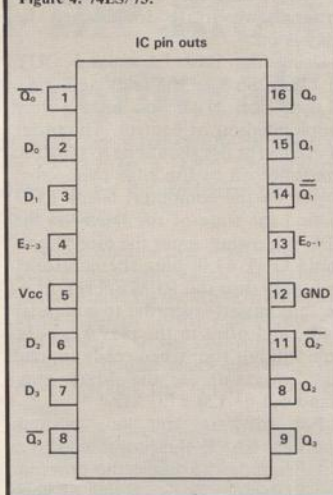 Figure 4. 74LS/75.
IC pin outs
Q̅₀ 1 16 Q₀
D₀ 2 15 Q₁
D₁ 3 14 Q̅₁
E₂₋₃ 4 13 E₀₋₁
Vcc 5 12 GND
D₂ 6 11 Q̅₂
D₃ 7 8 Q₂
Q̅₃ 8 9 Q₃